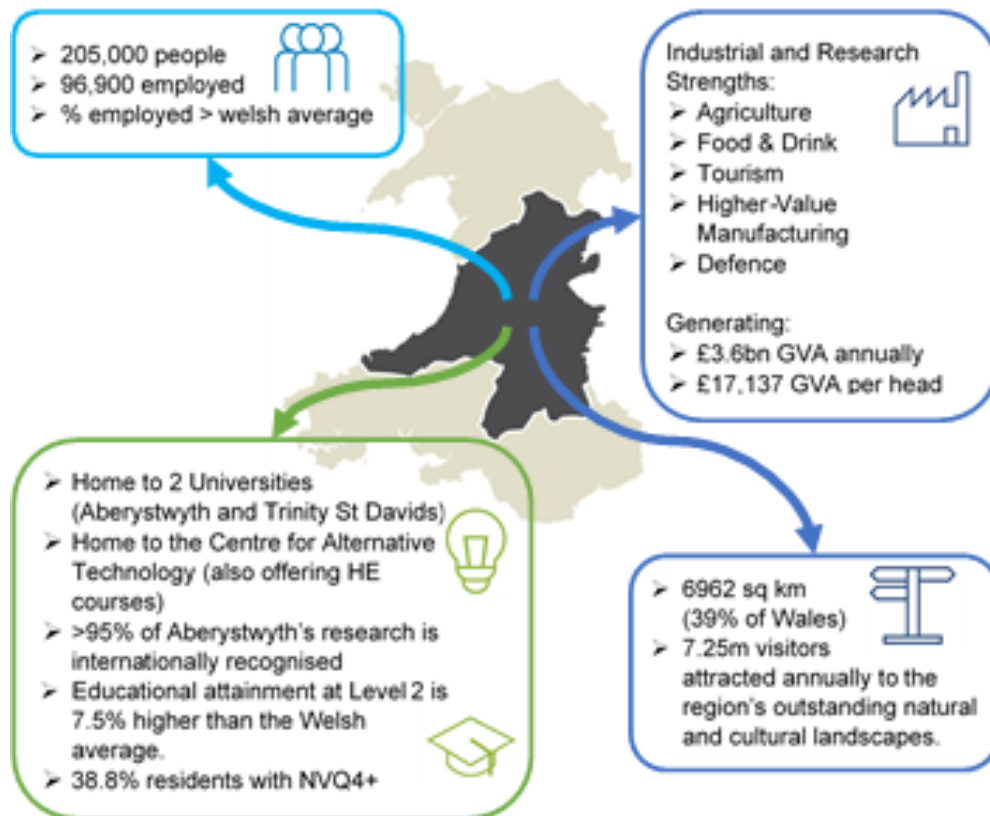 ➢ 205,000 people
➢ 96,900 employed
➢ % employed > welsh average
Industrial and Research
Strengths:
➢ Agriculture
➢ Food & Drink
➢ Tourism
➢ Higher-Value
Manufacturing
➢ Defence
Generating:
➢ £3.6bn GVA annually
➢ £17,137 GVA per head
➢ Home to 2 Universities
(Aberystwyth and Trinity St Davids)
➢ Home to the Centre for Alternative
Technology (also offering HE
courses)
➢ >95% of Aberystwyth's research is
internationally recognised
➢ Educational attainment at Level 2 is
7.5% higher than the Welsh
average.
➢ 38.8% residents with NVQ4+
➢ 6962 sq km
(39% of Wales)
➢ 7.25m visitors
attracted annually to the
region's outstanding natural
and cultural landscapes.